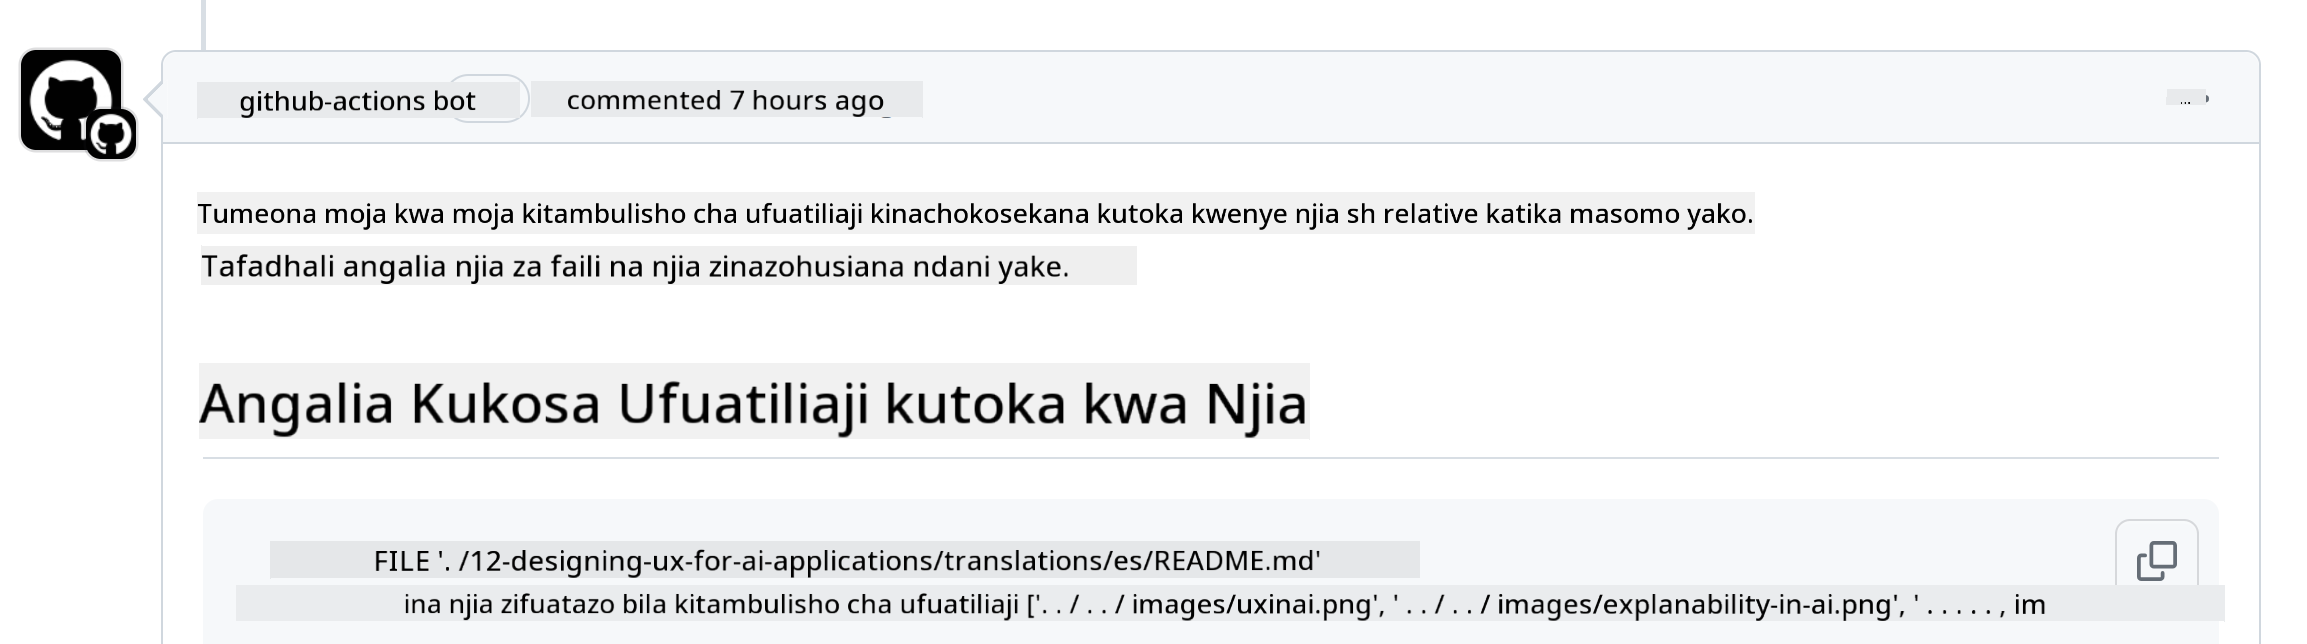 github-actions bot commented 7 hours ago ...
Tumeona moja kwa moja kitambulisho cha ufuatiliaji kinachokosekana kutoka kwenye njia sh relative katika masomo yako.
Tafadhali angalia njia za faili na njia zinazohusiana ndani yake.
Angalia Kukosa Ufuatiliaji kutoka kwa Njia
FILE '. /12-designing-ux-for-ai-applications/translations/es/README.md'
ina njia zifuatazo bila kitambulisho cha ufuatiliaji ['. . / . . / images/uxinai.png', ' . . / . . / images/explanability-in-ai.png', ' . . . . . , im